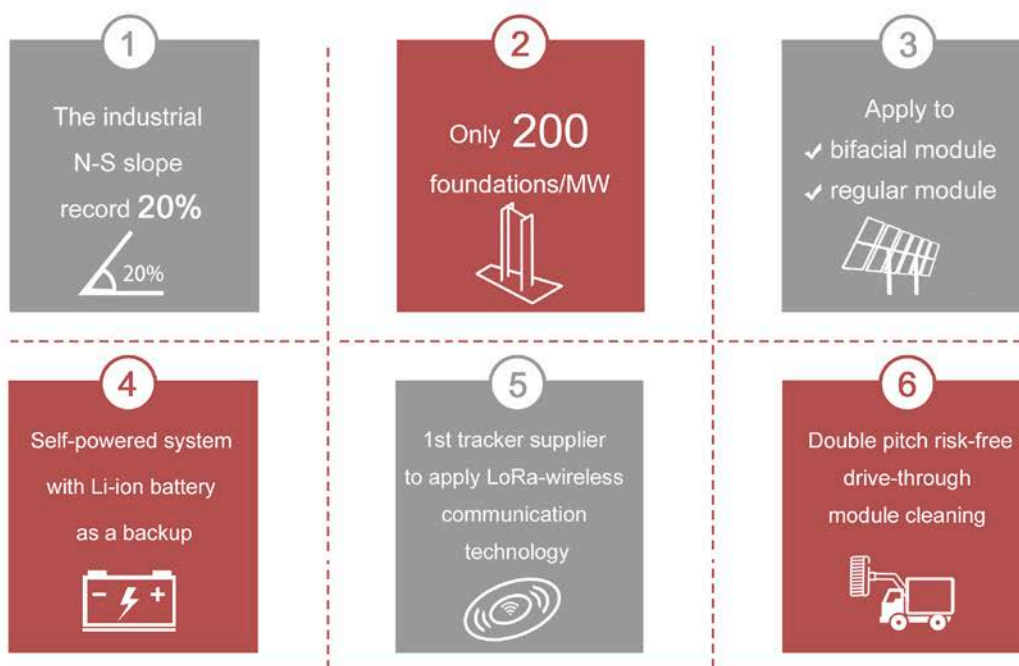 1
The industrial
N-S slope
record 20%
20%
2
Only 200
foundations/MW
3
Apply to
✓ bifacial module
✓ regular module
4
Self-powered system
with Li-ion battery
as a backup
- +
5
1st tracker supplier
to apply LoRa-wireless
communication
technology
6
Double pitch risk-free
drive-through
module cleaning